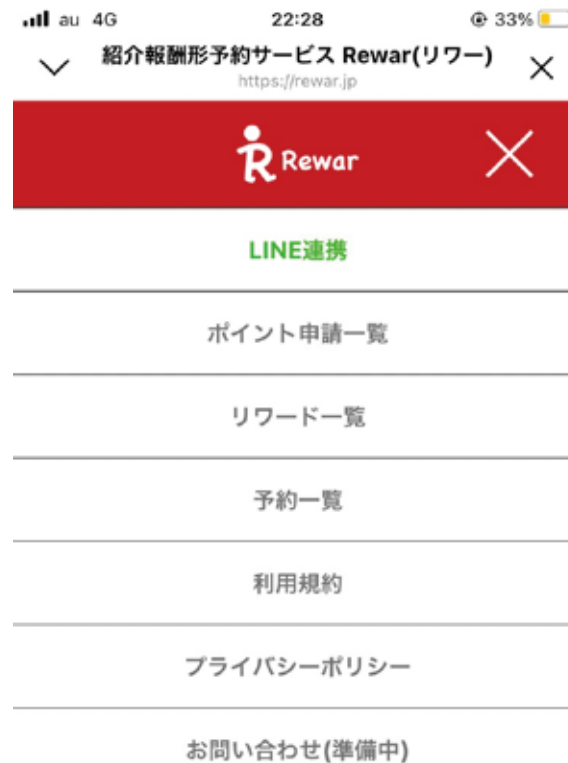 au 4G 22:28 33%
紹介報酬形予約サービス Rewar(リワー)
https://rewar.jp
Rewar
LINE連携
ポイント申請一覧
リワード一覧
予約一覧
利用規約
プライバシーポリシー
お問い合わせ(準備中)